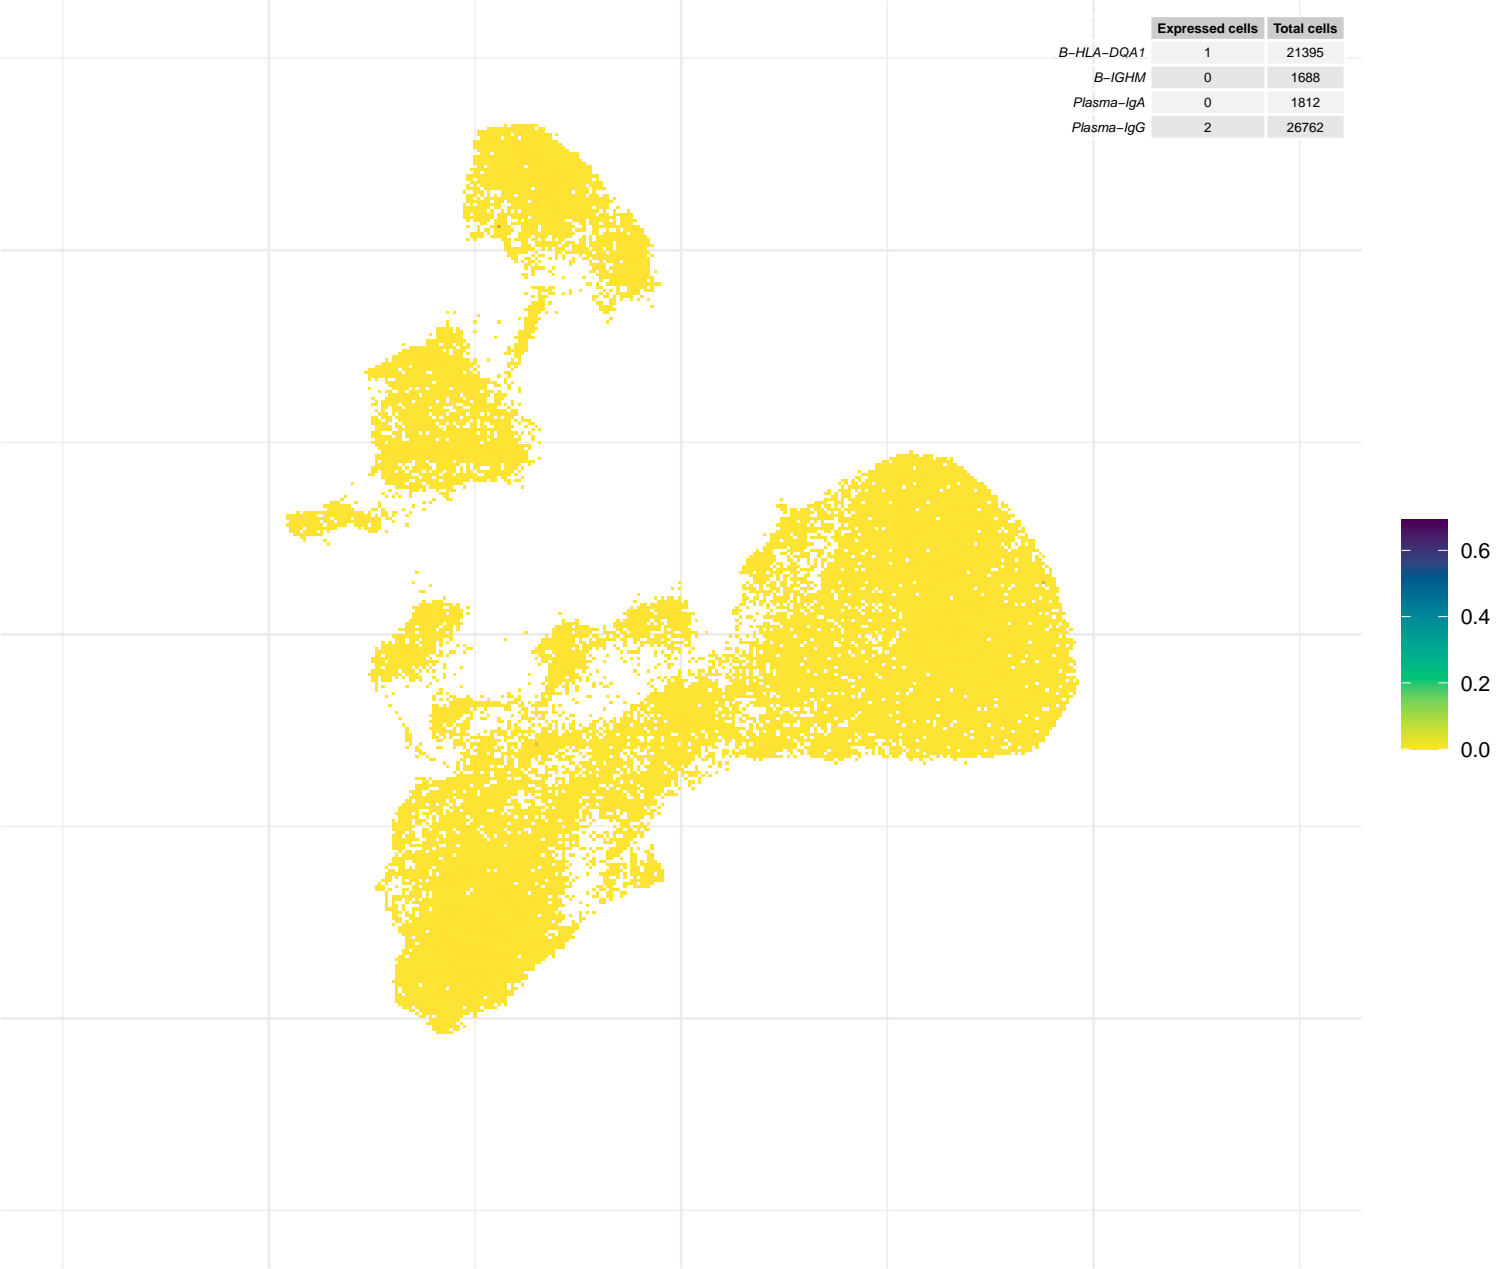 Expressed cells Total cells
B−HLA−DQA1 1 21395
B−IGHM 0 1688
Plasma−IgA 0 1812
Plasma−IgG 2 26762
0.6
0.4
0.2
0.0